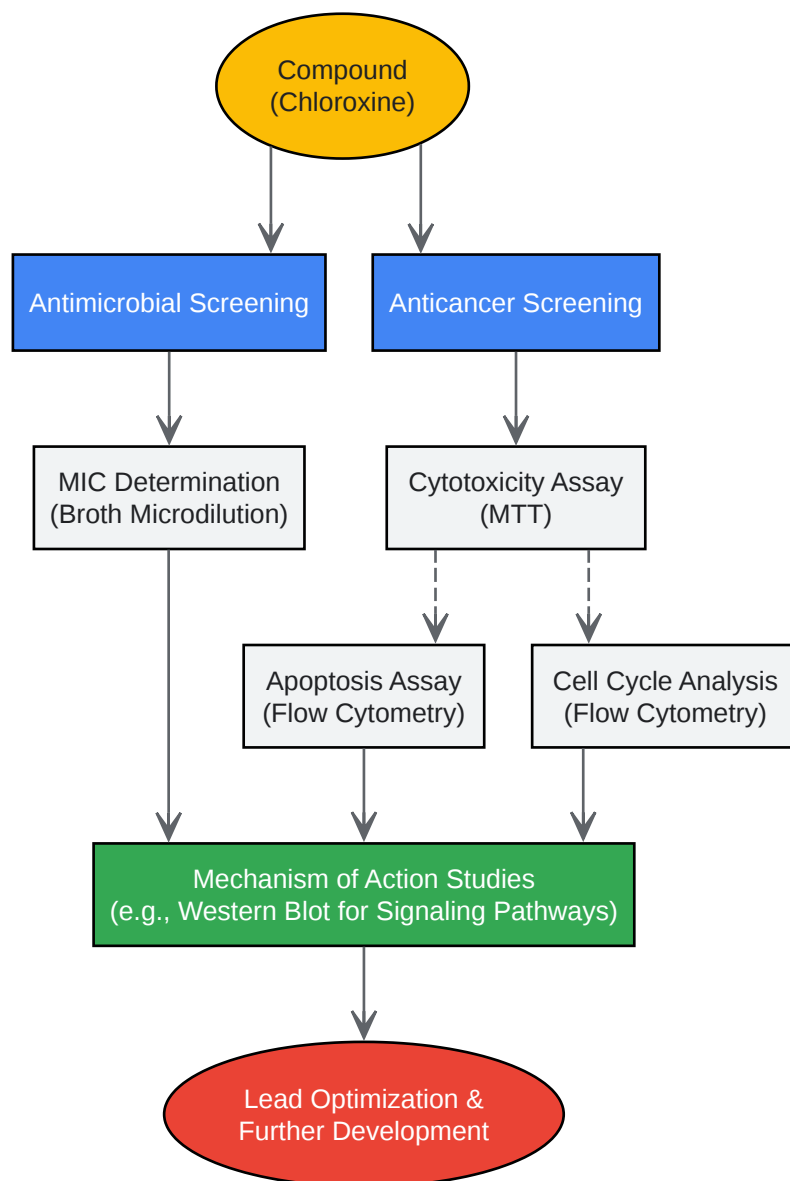 Compound
(Chloroxine)
Antimicrobial Screening
Anticancer Screening
MIC Determination
(Broth Microdilution)
Cytotoxicity Assay
(MTT)
Apoptosis Assay
(Flow Cytometry)
Cell Cycle Analysis
(Flow Cytometry)
Mechanism of Action Studies
(e.g., Western Blot for Signaling Pathways)
Lead Optimization &
Further Development